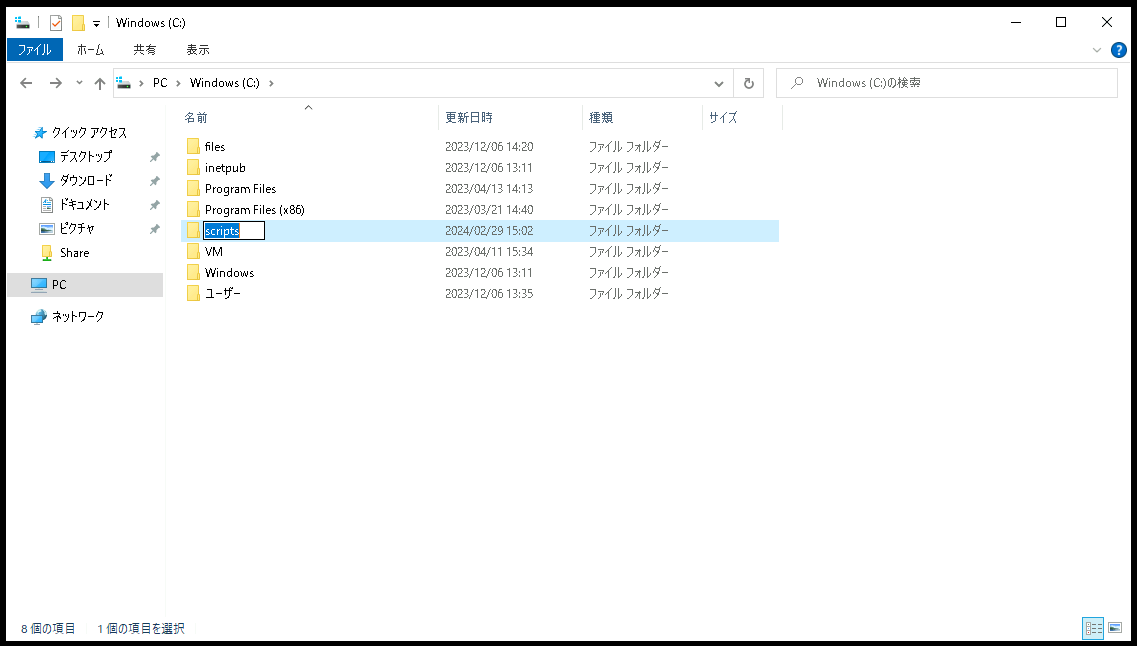 Windows (C:)
ファイル ホーム 共有 表示
PC Windows (C:) Windows (C:)の検索
名前 更新日時 種類 サイズ
クイック アクセス
デスクトップ
ダウンロード
ドキュメント
ピクチャ
Share
PC
ネットワーク
files 2023/12/06 14:20 ファイル フォルダー
inetpub 2023/12/06 13:11 ファイル フォルダー
Program Files 2023/04/13 14:13 ファイル フォルダー
Program Files (x86) 2023/03/21 14:40 ファイル フォルダー
scripts 2024/02/29 15:02 ファイル フォルダー
VM 2023/04/11 15:34 ファイル フォルダー
Windows 2023/12/06 13:11 ファイル フォルダー
ユーザー 2023/12/06 13:35 ファイル フォルダー
8 個の項目 1 個の項目を選択